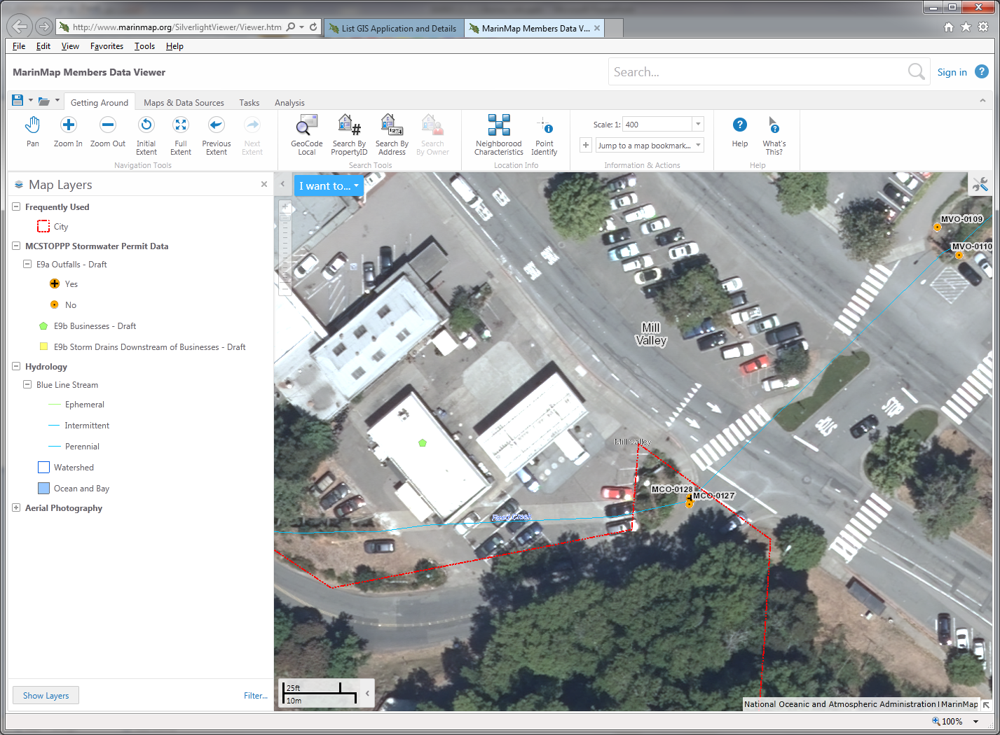 http://www.marinmap.org/SilverlightViewer/Viewer.htm
List GIS Application and Details
MarinMap Members Data V...
File Edit View Favorites Tools Help
MarinMap Members Data Viewer
Search...
Sign in
Getting Around
Maps & Data Sources
Tasks
Analysis
Pan
Zoom In
Zoom Out
Initial Extent
Full Extent
Previous Extent
Next Extent
Navigation Tools
GeoCode Local
Search By PropertyID
Search By Address
Search By Owner
Search Tools
Neighborood Characteristics
Point Identify
Location Info
Scale: 1: 400
Jump to a map bookmark...
Information & Actions
Help
What's This?
Help
Map Layers
Frequently Used
City
MCSTOPPP Stormwater Permit Data
E9a Outfalls - Draft
Yes
No
E9b Businesses - Draft
E9b Storm Drains Downstream of Businesses - Draft
Hydrology
Blue Line Stream
Ephemeral
Intermittent
Perennial
Watershed
Ocean and Bay
Aerial Photography
Show Layers
Filter...
I want to...
MVO-0109
MVO-0110
Mill
Valley
Mill Valley
MCO-0128
MCO-0127
25ft
10m
National Oceanic and Atmospheric Administration | MarinMap
100%